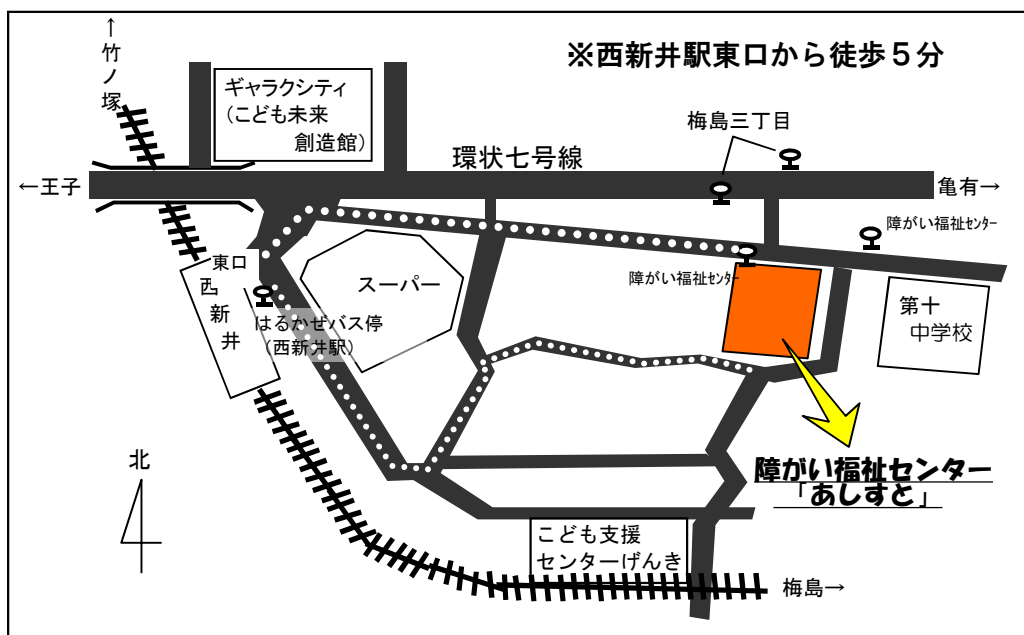 ↑竹ノ塚
※西新井駅東口から徒歩５分
ギャラクシティ
(こども未来
創造館)
梅島三丁目
環状七号線
←王子
亀有→
障がい福祉センター
東口
西新井
スーパー
障がい福祉センター
はるかぜバス停
(西新井駅)
第十
中学校
北
障がい福祉センター
「あしすと」
こども支援
センターげんき
梅島→